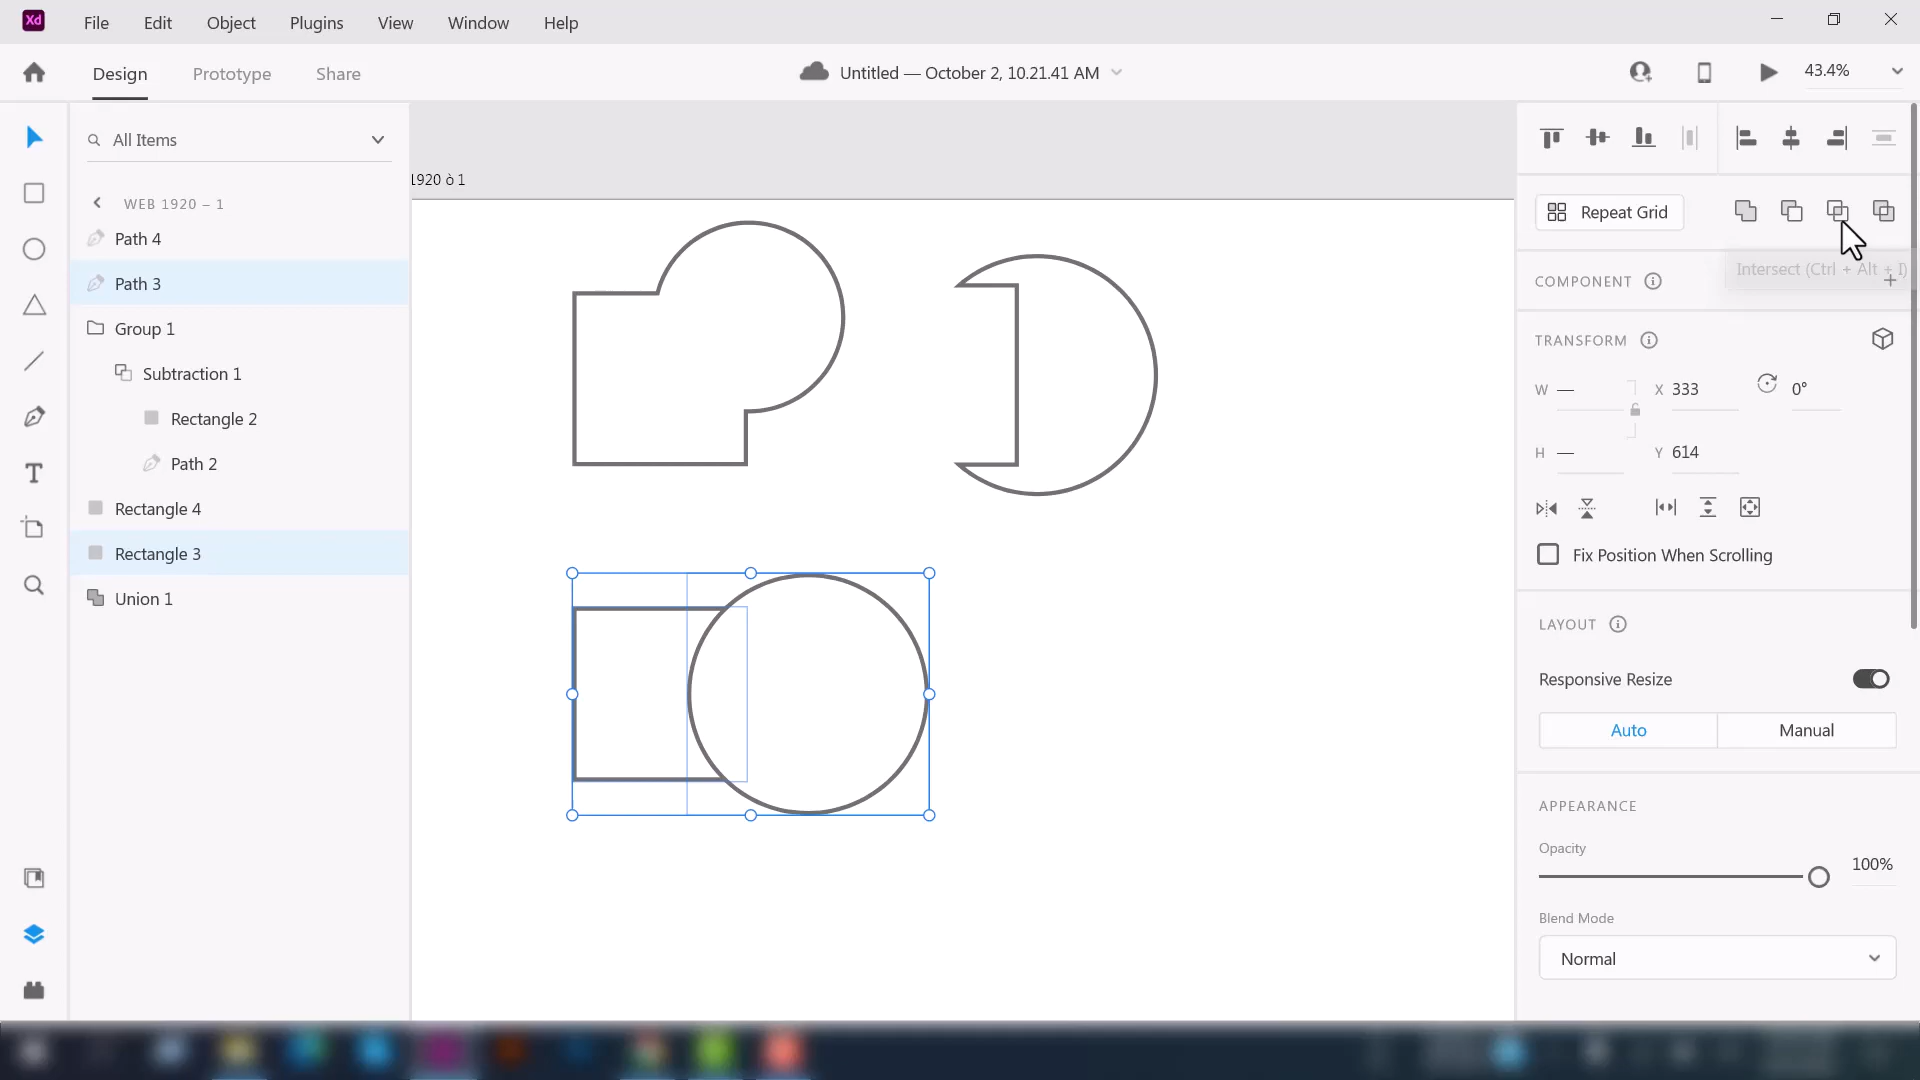 Xd File Edit Object Plugins View Window Help
Design Prototype Share Untitled — October 2, 10.21.41 AM 43.4%
All Items
WEB 1920 – 1
1920 ò 1
Path 4
Path 3
Group 1
Subtraction 1
Rectangle 2
Path 2
Rectangle 4
Rectangle 3
Union 1
T
Repeat Grid
Intersect (Ctrl + Alt + I)
COMPONENT
TRANSFORM
W — X 333 0°
H — Y 614
Fix Position When Scrolling
LAYOUT
Responsive Resize
Auto Manual
APPEARANCE
Opacity
100%
Blend Mode
Normal